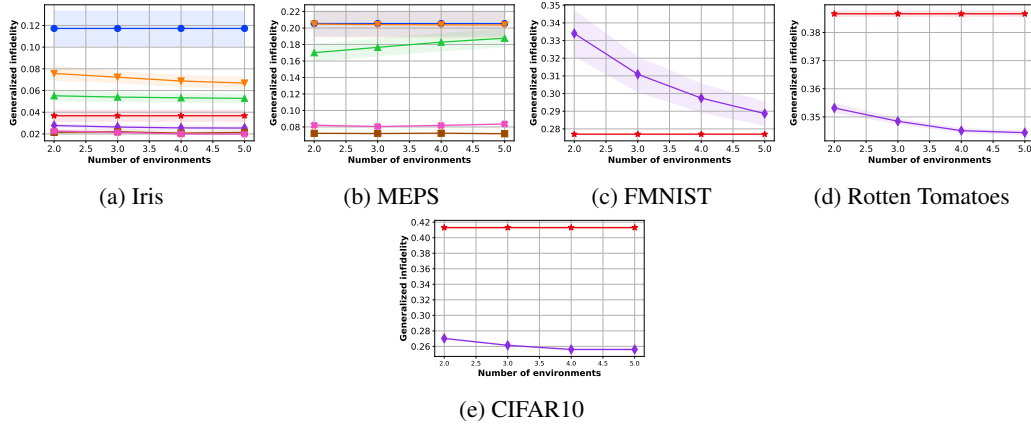 Generalized infidelity
0.12
0.10
0.08
0.06
0.04
0.02
2.0 2.5 3.0 3.5 4.0 4.5 5.0
Number of environments
(a) Iris
Generalized infidelity
0.22
0.20
0.18
0.16
0.14
0.12
0.10
0.08
2.0 2.5 3.0 3.5 4.0 4.5 5.0
Number of environments
(b) MEPS
Generalized infidelity
0.35
0.34
0.33
0.32
0.31
0.30
0.29
0.28
2.0 2.5 3.0 3.5 4.0 4.5 5.0
Number of environments
(c) FMNIST
Generalized infidelity
0.38
0.37
0.36
0.35
2.0 2.5 3.0 3.5 4.0 4.5 5.0
Number of environments
(d) Rotten Tomatoes
Generalized infidelity
0.42
0.40
0.38
0.36
0.34
0.32
0.30
0.28
0.26
2.0 2.5 3.0 3.5 4.0 4.5 5.0
Number of environments
(e) CIFAR10